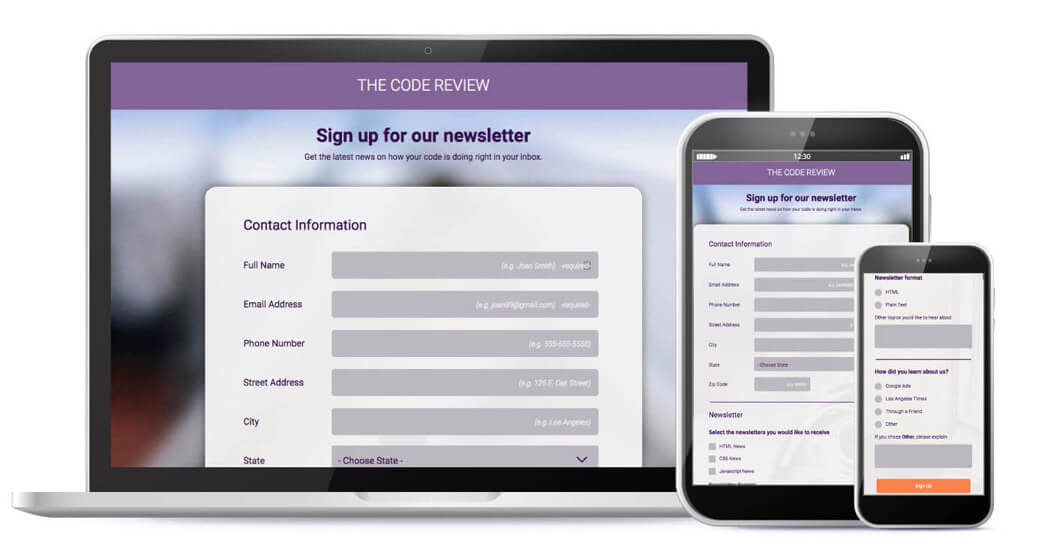 THE CODE REVIEW
Sign up for our newsletter
Get the latest news on how your code is doing right in your inbox.
Contact Information
Full Name (e.g. Joan Smith) -required-
Email Address (e.g. joan99@gmail.com) -required-
Phone Number (e.g. 555-555-5555)
Street Address (e.g. 125 E. Oak Street)
City (e.g. Los Angeles)
State - Choose State -
12:30
THE CODE REVIEW
Sign up for our newsletter
Get the latest news on how your code is doing right in your inbox.
Contact Information
Full Name
Email Address
Phone Number
Street Address
City
State - Choose State -
Zip Code
Newsletter
Select the newsletters you would like to receive
HTML News
CSS News
Javascript News
Newsletter format
HTML
Plain Text
Other topics you'd like to hear about
How did you learn about us?
Google Ads
Los Angeles Times
Through a Friend
Other
If you chose Other, please explain:
Sign Up